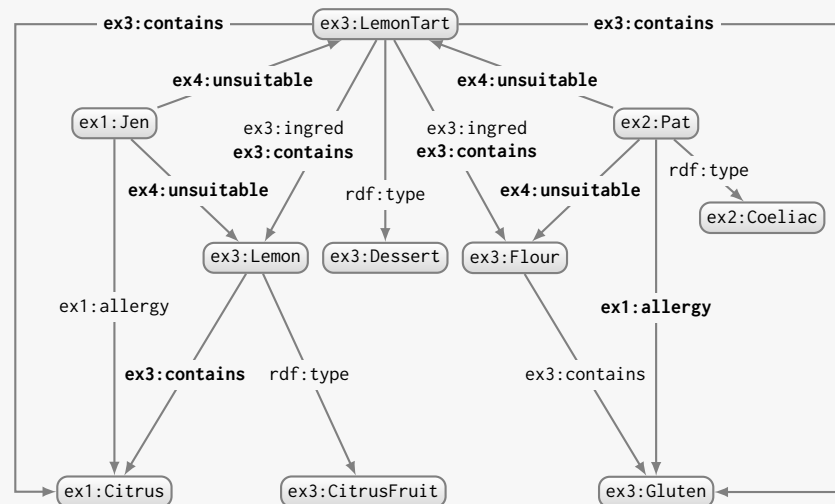 ex3:contains ex3:LemonTart ex3:contains
ex4:unsuitable ex4:unsuitable
ex1:Jen ex3:ingred ex3:ingred ex2:Pat
ex3:contains ex3:contains
rdf:type
ex4:unsuitable rdf:type ex4:unsuitable
ex2:Coeliac
ex3:Lemon ex3:Dessert ex3:Flour
ex1:allergy ex1:allergy
ex3:contains rdf:type ex3:contains
ex1:Citrus ex3:CitrusFruit ex3:Gluten